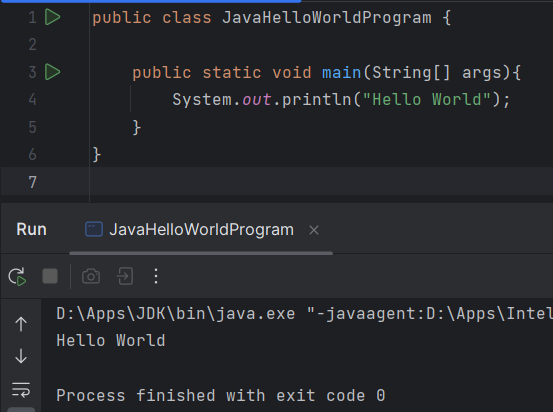 1 public class JavaHelloWorldProgram {
2
3 public static void main(String[] args){
4 System.out.println("Hello World");
5 }
6 }
7
Run JavaHelloWorldProgram ×
D:\Apps\JDK\bin\java.exe "-javaagent:D:\Apps\Intel
Hello World
Process finished with exit code 0